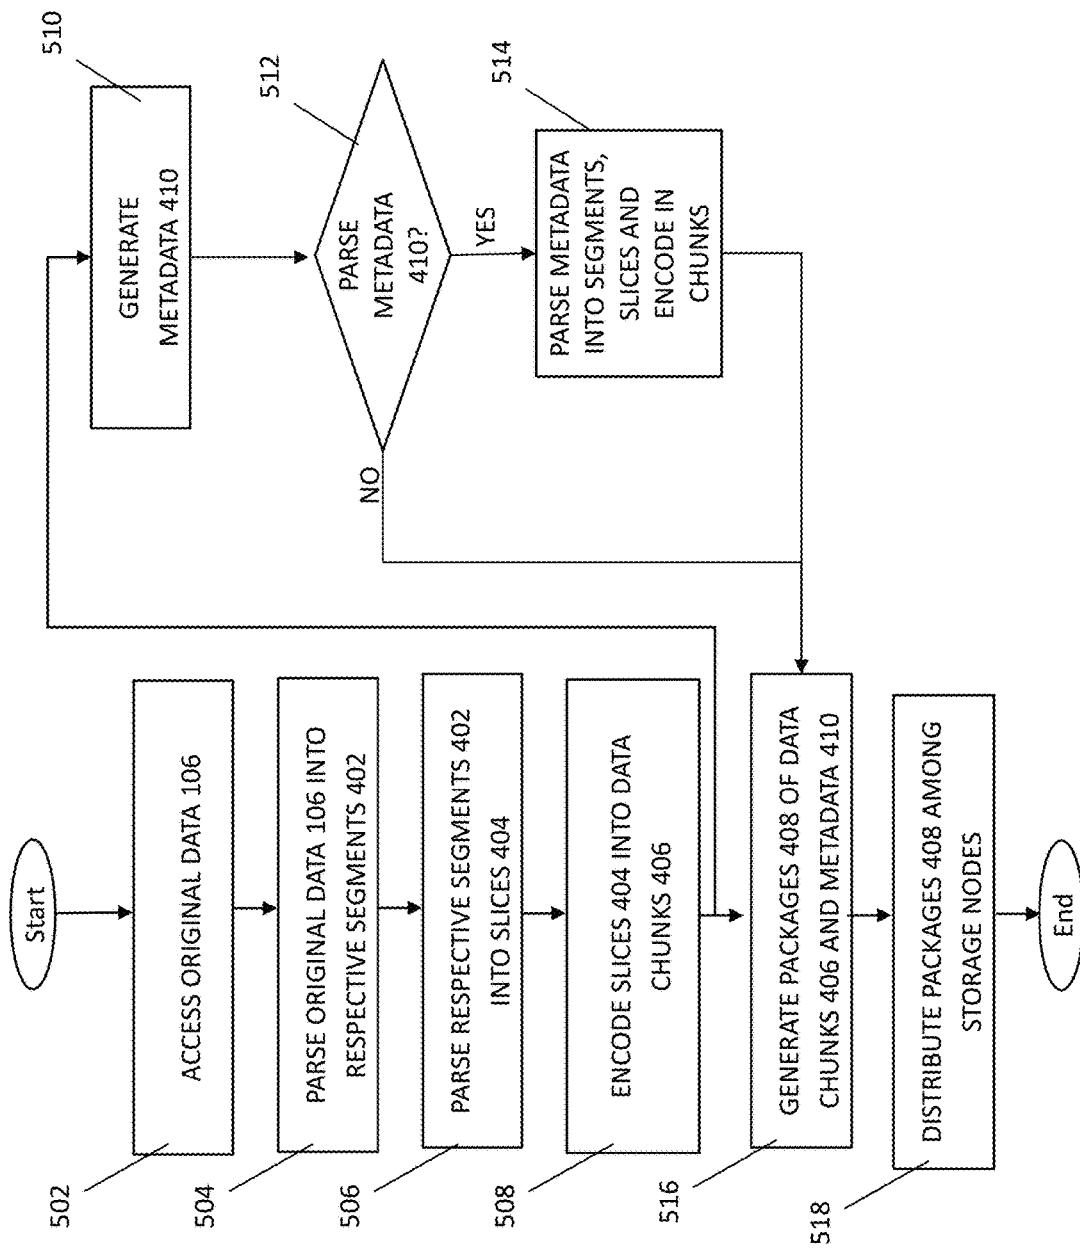 Start
502
ACCESS ORIGINAL DATA 106
504
PARSE ORIGINAL DATA 106 INTO
RESPECTIVE SEGMENTS 402
506
PARSE RESPECTIVE SEGMENTS 402
INTO SLICES 404
508
ENCODE SLICES 404 INTO DATA
CHUNKS 406
510
GENERATE
METADATA 410
512
PARSE
METADATA
410?
NO
YES
514
PARSE METADATA
INTO SEGMENTS,
SLICES AND
ENCODE IN
CHUNKS
516
GENERATE PACKAGES 408 OF DATA
CHUNKS 406 AND METADATA 410
518
DISTRIBUTE PACKAGES 408 AMONG
STORAGE NODES
End